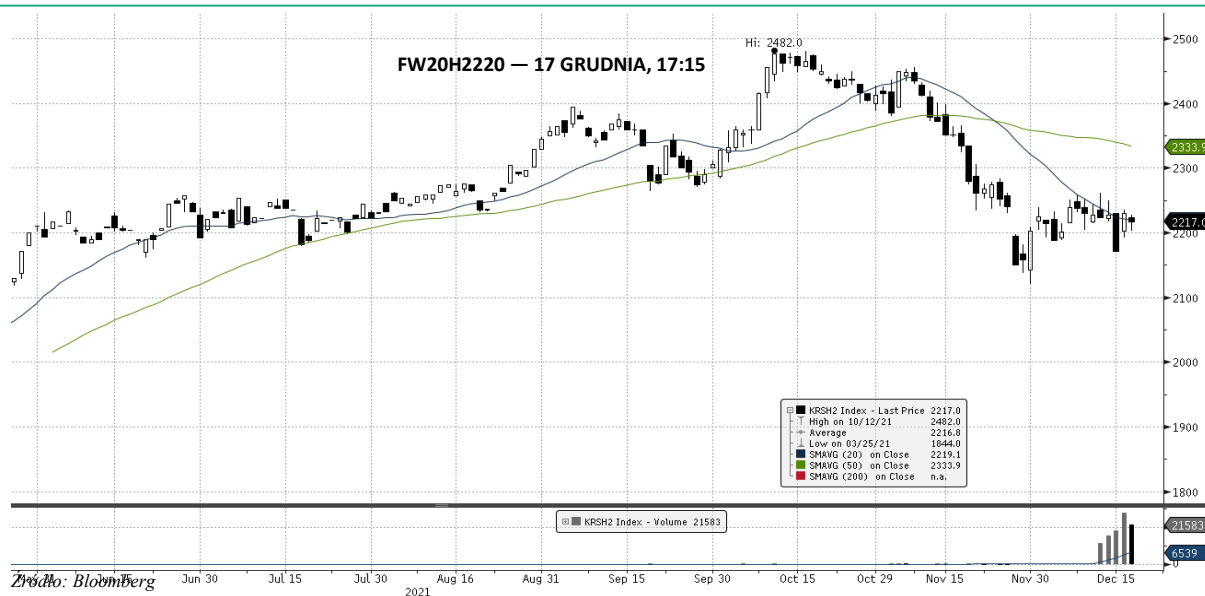 Hi: 2482.0
FW20H2220 — 17 GRUDNIA, 17:15
2500
2400
2333.9
2300
2217.0
2200
2100
2000
1900
1800
KRSH2 Index - Last Price 2217.0
High on 10/12/21 2482.0
Average 2216.8
Low on 03/25/21 1844.0
SMAVG (20) on Close 2219.1
SMAVG (50) on Close 2333.9
SMAVG (200) on Close n.a.
KRSH2 Index - Volume 21583
21583
6539
0
Źródło: Bloomberg
Jun 30 Jul 15 Jul 30 Aug 16 Aug 31 Sep 15 Sep 30 Oct 15 Oct 29 Nov 15 Nov 30 Dec 15
2021